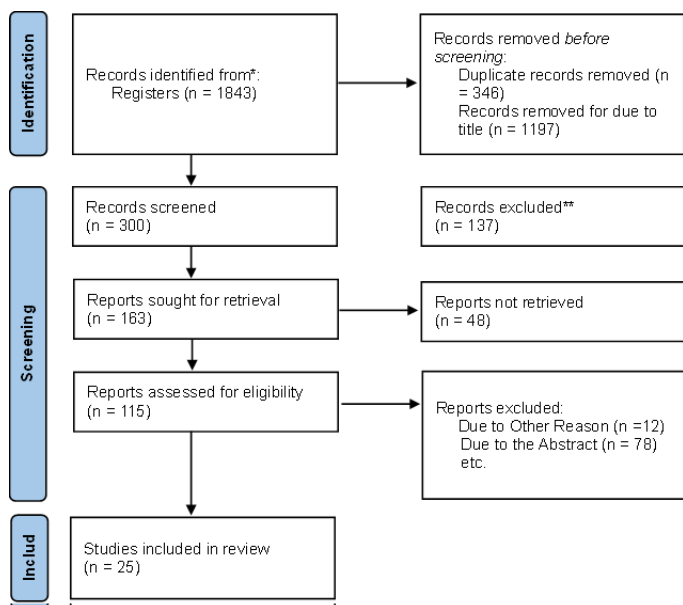 Identification
Records identified from*:
Registers (n = 1843)
Records removed before
screening:
Duplicate records removed (n
= 346)
Records removed for due to
title (n = 1197)
Screening
Records screened
(n = 300)
Records excluded**
(n = 137)
Reports sought for retrieval
(n = 163)
Reports not retrieved
(n = 48)
Reports assessed for eligibility
(n = 115)
Reports excluded:
Due to Other Reason (n =12)
Due to the Abstract (n = 78)
etc.
Includ
Studies included in review
(n = 25)